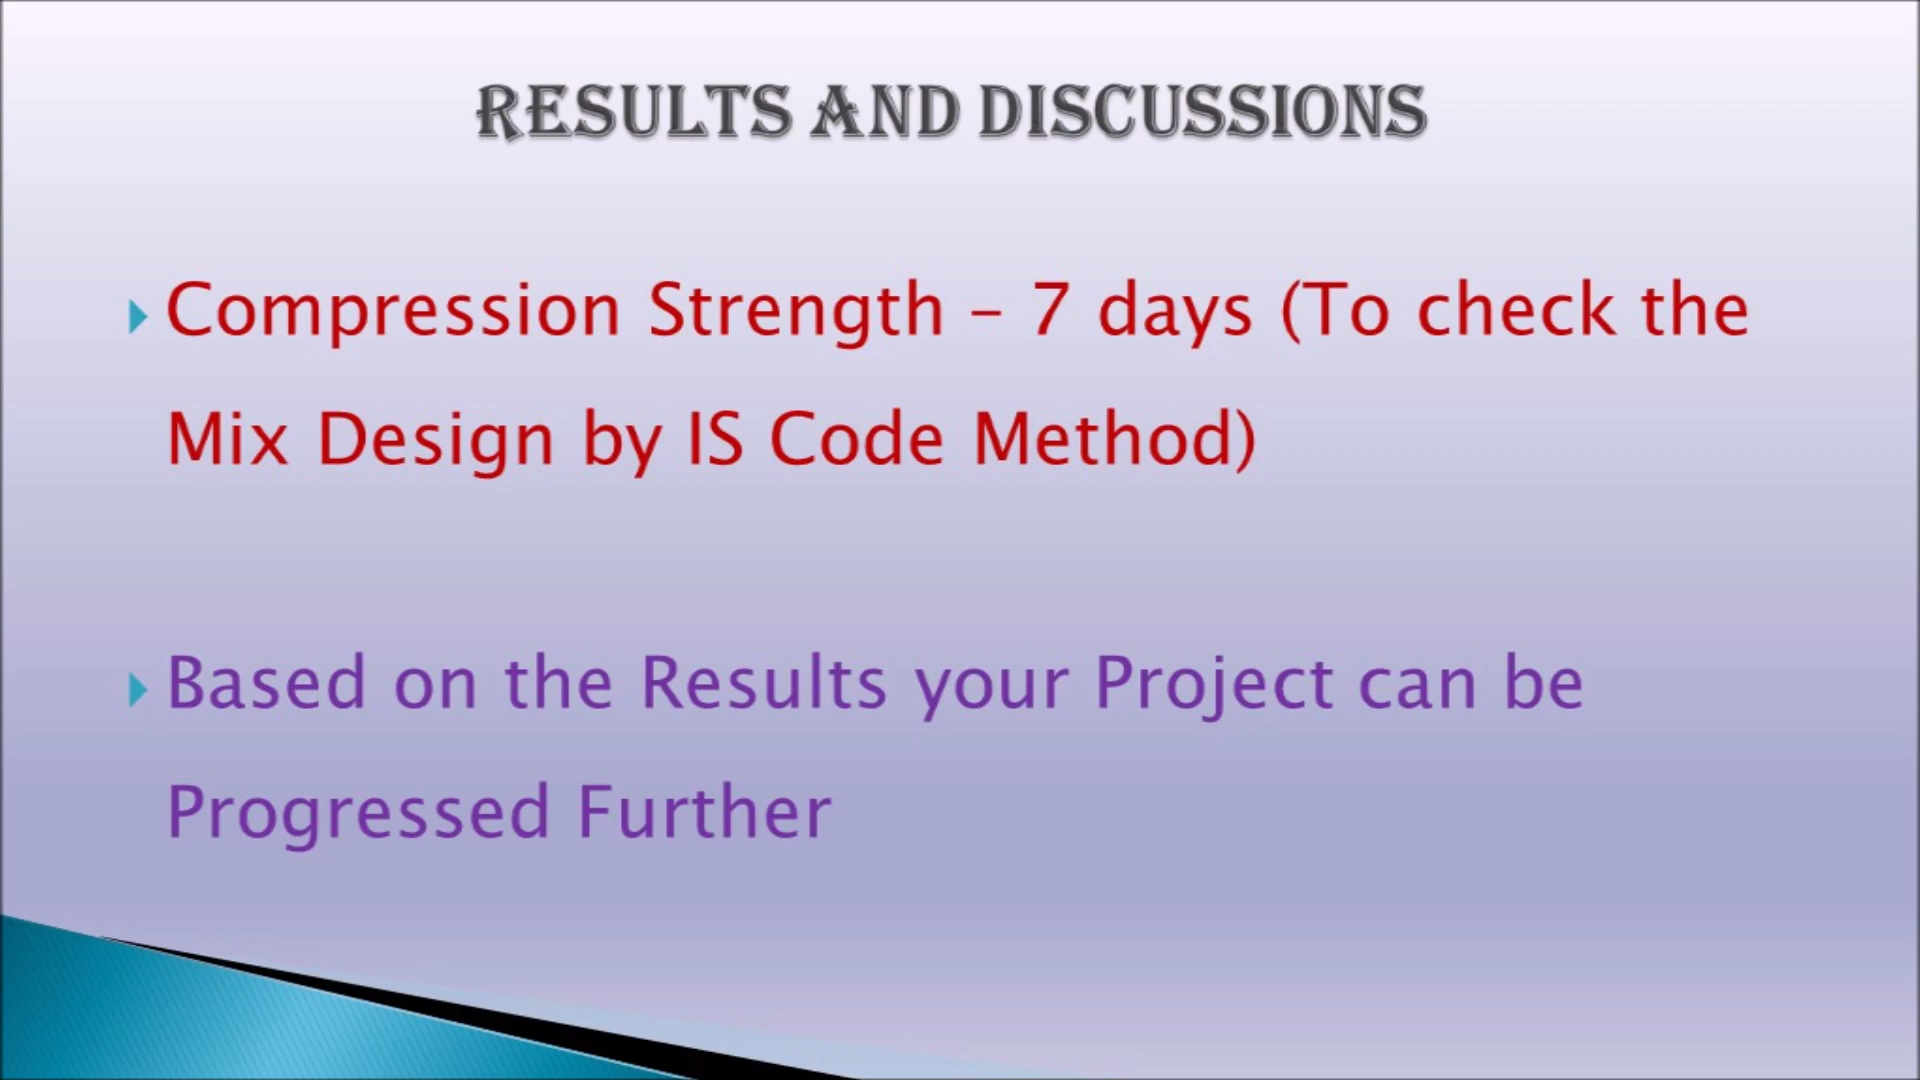 RESULTS AND DISCUSSIONS
Compression Strength – 7 days (To check the
Mix Design by IS Code Method)
Based on the Results your Project can be
Progressed Further